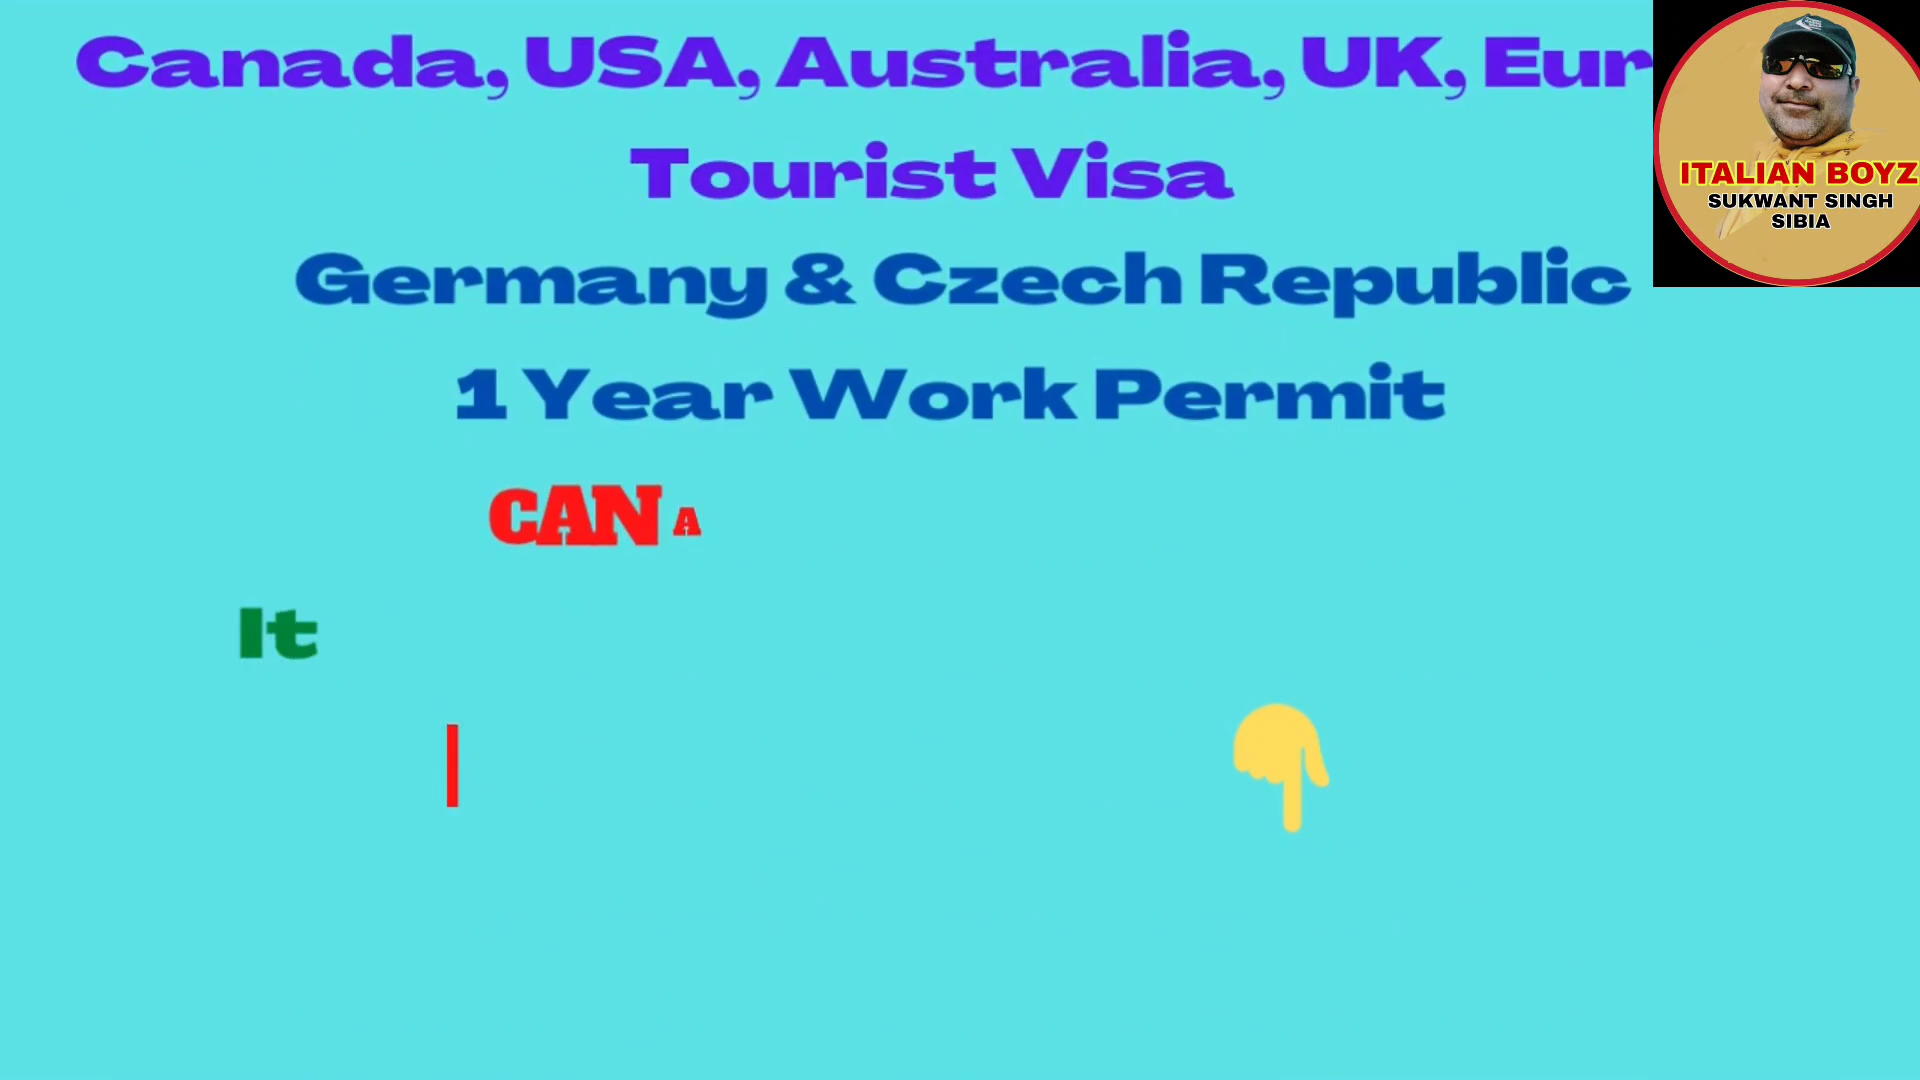 Canada, USA, Australia, UK, Eur
Tourist Visa
Germany & Czech Republic
1 Year Work Permit
CAN A
It
ITALIAN BOYZ
SUKWANT SINGH
SIBIA